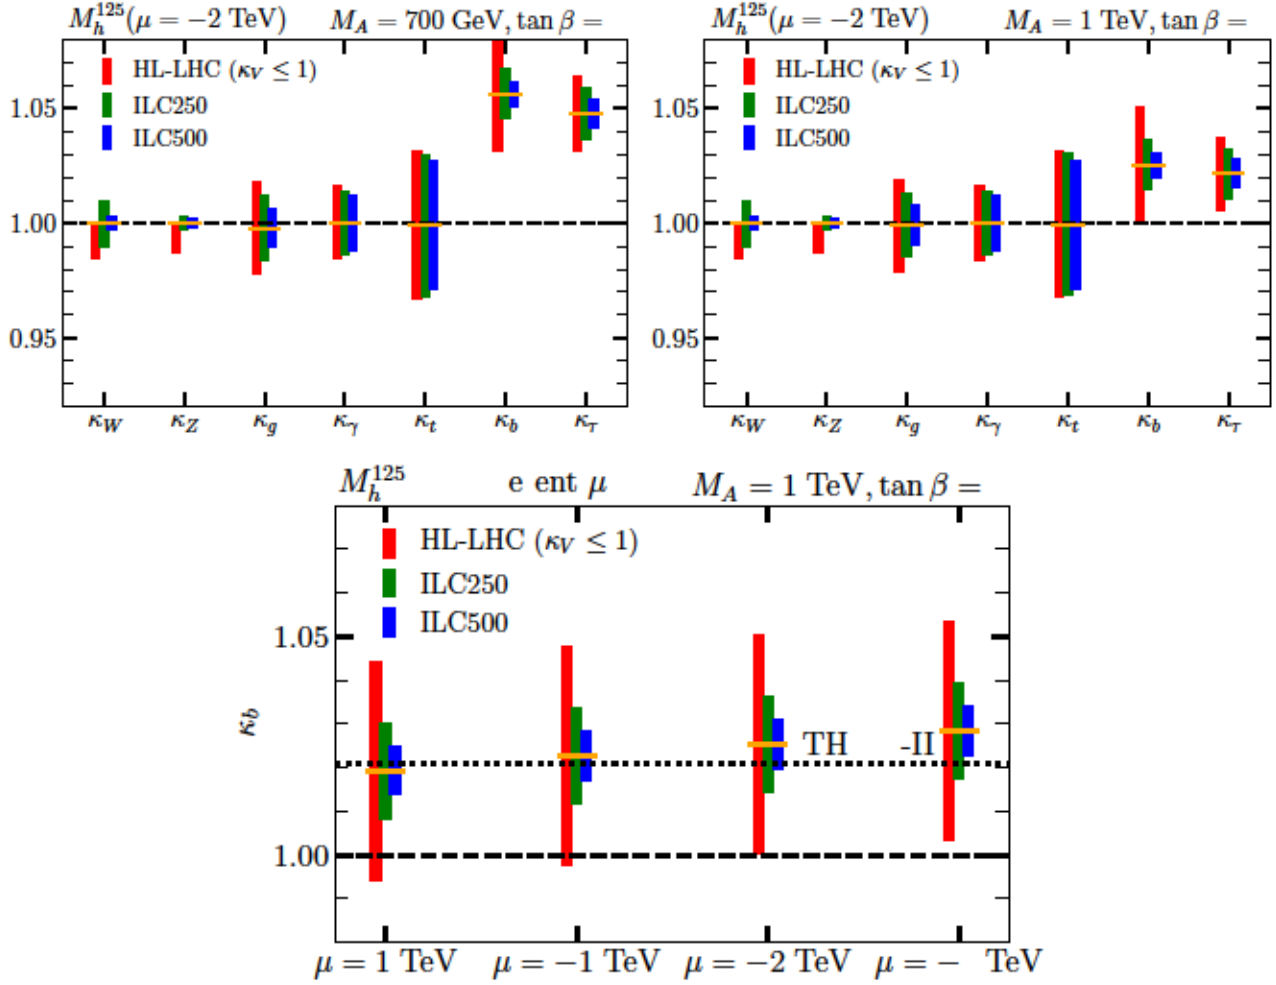 M_h^125(μ = −2 TeV) M_A = 700 GeV, tan β =
HL-LHC (κ_V ≤ 1)
ILC250
ILC500
1.05
1.00
0.95
κ_W κ_Z κ_g κ_γ κ_t κ_b κ_τ
M_h^125(μ = −2 TeV) M_A = 1 TeV, tan β =
HL-LHC (κ_V ≤ 1)
ILC250
ILC500
1.05
1.00
0.95
κ_W κ_Z κ_g κ_γ κ_t κ_b κ_τ
M_h^125 e ent μ M_A = 1 TeV, tan β =
HL-LHC (κ_V ≤ 1)
ILC250
ILC500
1.05
κ_b
TH -II
1.00
μ = 1 TeV μ = −1 TeV μ = −2 TeV μ = − TeV